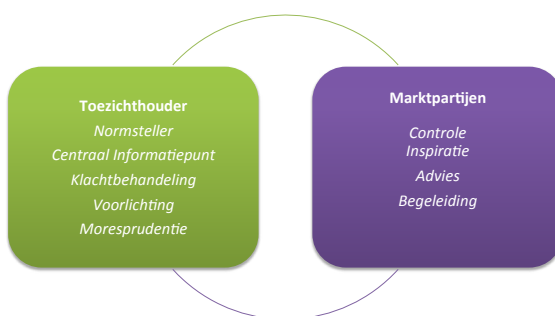 Toezichthouder
Normsteller
Centraal Informatiepunt
Klachtbehandeling
Voorlichting
Moresprudentie
Marktpartijen
Controle
Inspiratie
Advies
Begeleiding